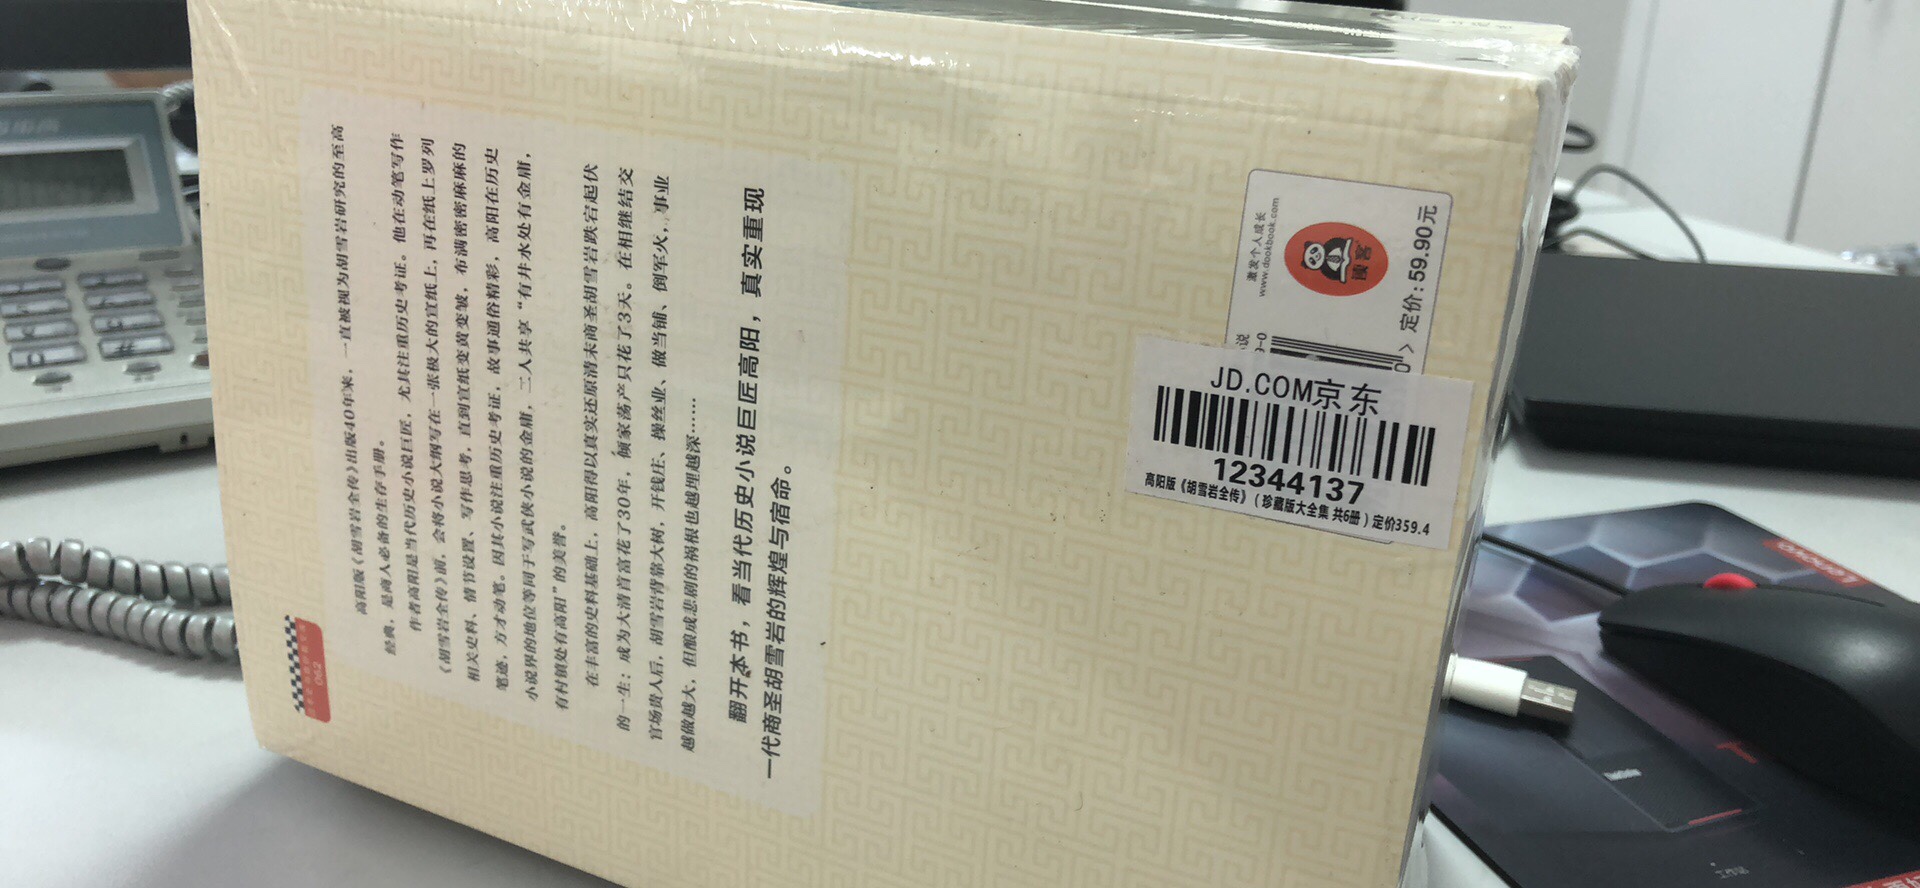 高阳版《胡雪岩全传》出版40年来，一直被视为胡雪岩研究的至高
经典，是商人必备的生存手册。
作者高阳是当代历史小说巨匠，尤其注重历史考证。他在动笔写作
《胡雪岩全传》前，会将小说大纲写在一张极大的宣纸上，再在纸上罗列
相关史料、情节设置、写作思考，直到宣纸变黄变皱，布满密密麻麻的
笔迹，方才动笔。因其小说注重历史考证，故事通俗精彩，高阳在历史
小说界的地位等同于写武侠小说的金庸，二人共享“有井水处有金庸，
有村镇处有高阳”的美誉。
在丰富的史料基础上，高阳得以真实还原清末商圣胡雪岩跌宕起伏
的一生：成为大清首富花了30年，倾家荡产只花了3天。在相继结交
官场贵人后，胡雪岩背靠大树，开钱庄、操丝业、做当铺、倒军火，事业
越做越大，但酿成悲剧的祸根也越埋越深……
翻开本书，看当代历史小说巨匠高阳，真实重现
一代商圣胡雪岩的辉煌与宿命。
062
激发个人成长
www.dookbook.com
读客
定价：59.90元
JD.COM京东
12344137
高阳版《胡雪岩全传》（珍藏版大全集 共6册）定价359.4
lenovo